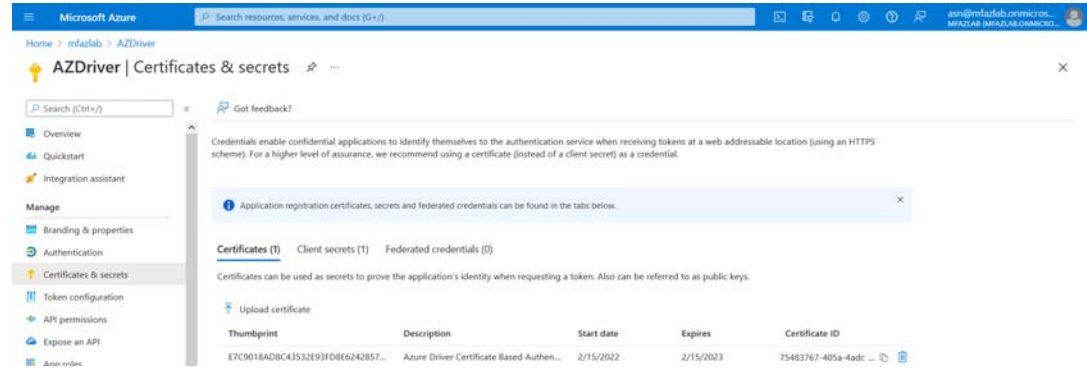 Microsoft Azure
Search resources, services, and docs (G+/)
asn@mfazlab.onmicros...
MFAZLAB (MFAZLAB.ONMICRO...
Home > mfazlab > AZDriver
AZDriver | Certificates & secrets ...
Search (Ctrl+/)
Got feedback?
Overview
Quickstart
Integration assistant
Manage
Branding & properties
Authentication
Certificates & secrets
Token configuration
API permissions
Expose an API
App roles
Credentials enable confidential applications to identify themselves to the authentication service when receiving tokens at a web addressable location (using an HTTPS
scheme). For a higher level of assurance, we recommend using a certificate (instead of a client secret) as a credential.
Application registration certificates, secrets and federated credentials can be found in the tabs below.
Certificates (1) Client secrets (1) Federated credentials (0)
Certificates can be used as secrets to prove the application's identity when requesting a token. Also can be referred to as public keys.
Upload certificate
Thumbprint Description Start date Expires Certificate ID
E7C9018AD8C43532E93FD8E6242857... Azure Driver Certificate Based Authen... 2/15/2022 2/15/2023 75483767-405a-4adc ...